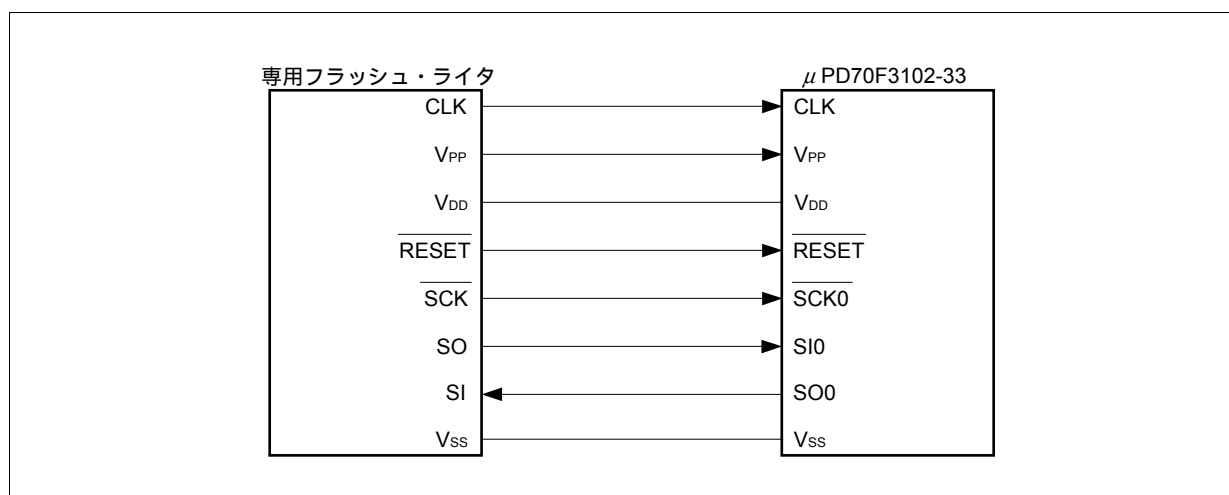 専用フラッシュ・ライタ μPD70F3102-33
CLK CLK
VPP VPP
VDD VDD
RESET RESET
SCK SCK0
SO SI0
SI SO0
VSS VSS